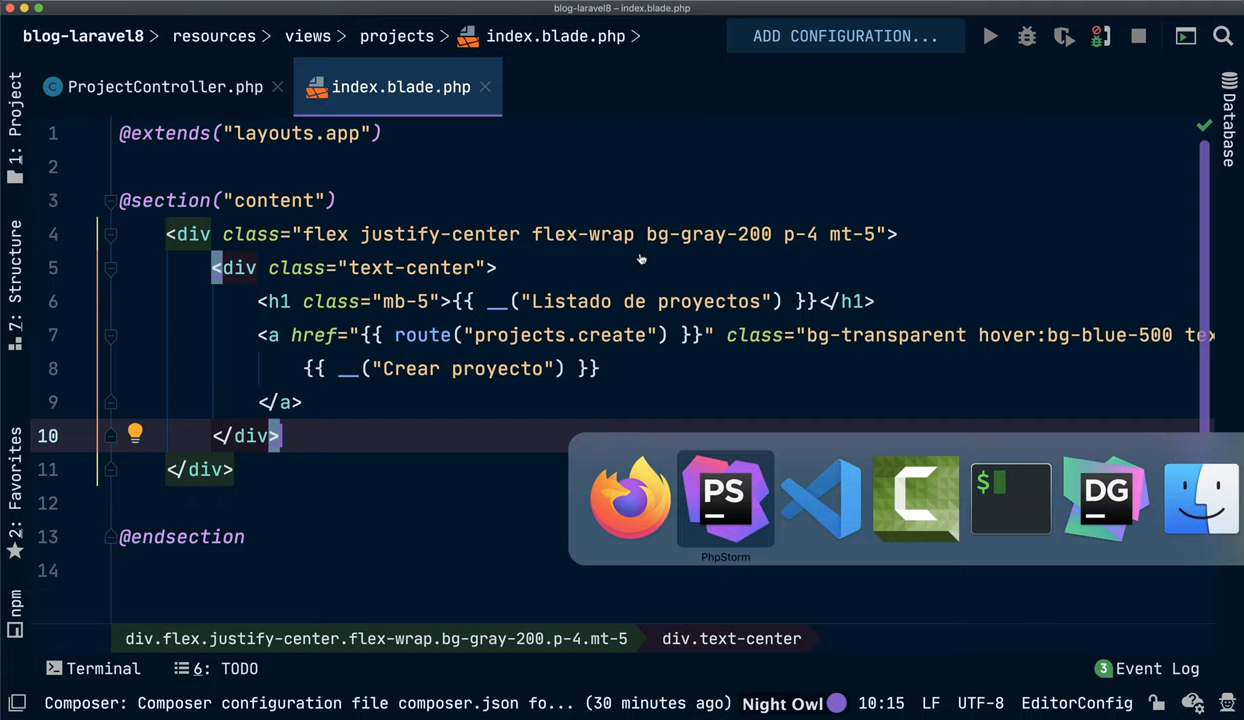 blog-laravel8 – index.blade.php
blog-laravel8 > resources > views > projects > index.blade.php > ADD CONFIGURATION...
C ProjectController.php × index.blade.php ×
1: Project
7: Structure
2: Favorites
npm
Database
1 @extends("layouts.app")
2
3 @section("content")
4 <div class="flex justify-center flex-wrap bg-gray-200 p-4 mt-5">
5 <div class="text-center">
6 <h1 class="mb-5">{{ __("Listado de proyectos") }}</h1>
7 <a href="{{ route("projects.create") }}" class="bg-transparent hover:bg-blue-500 tex
8 {{ __("Crear proyecto") }}
9 </a>
10 </div>
11 </div>
12
13 @endsection
14
PS $ C DG
PhpStorm
div.flex.justify-center.flex-wrap.bg-gray-200.p-4.mt-5 div.text-center
Terminal 6: TODO 3 Event Log
Composer: Composer configuration file composer.json fo... (30 minutes ago) Night Owl 10:15 LF UTF-8 EditorConfig